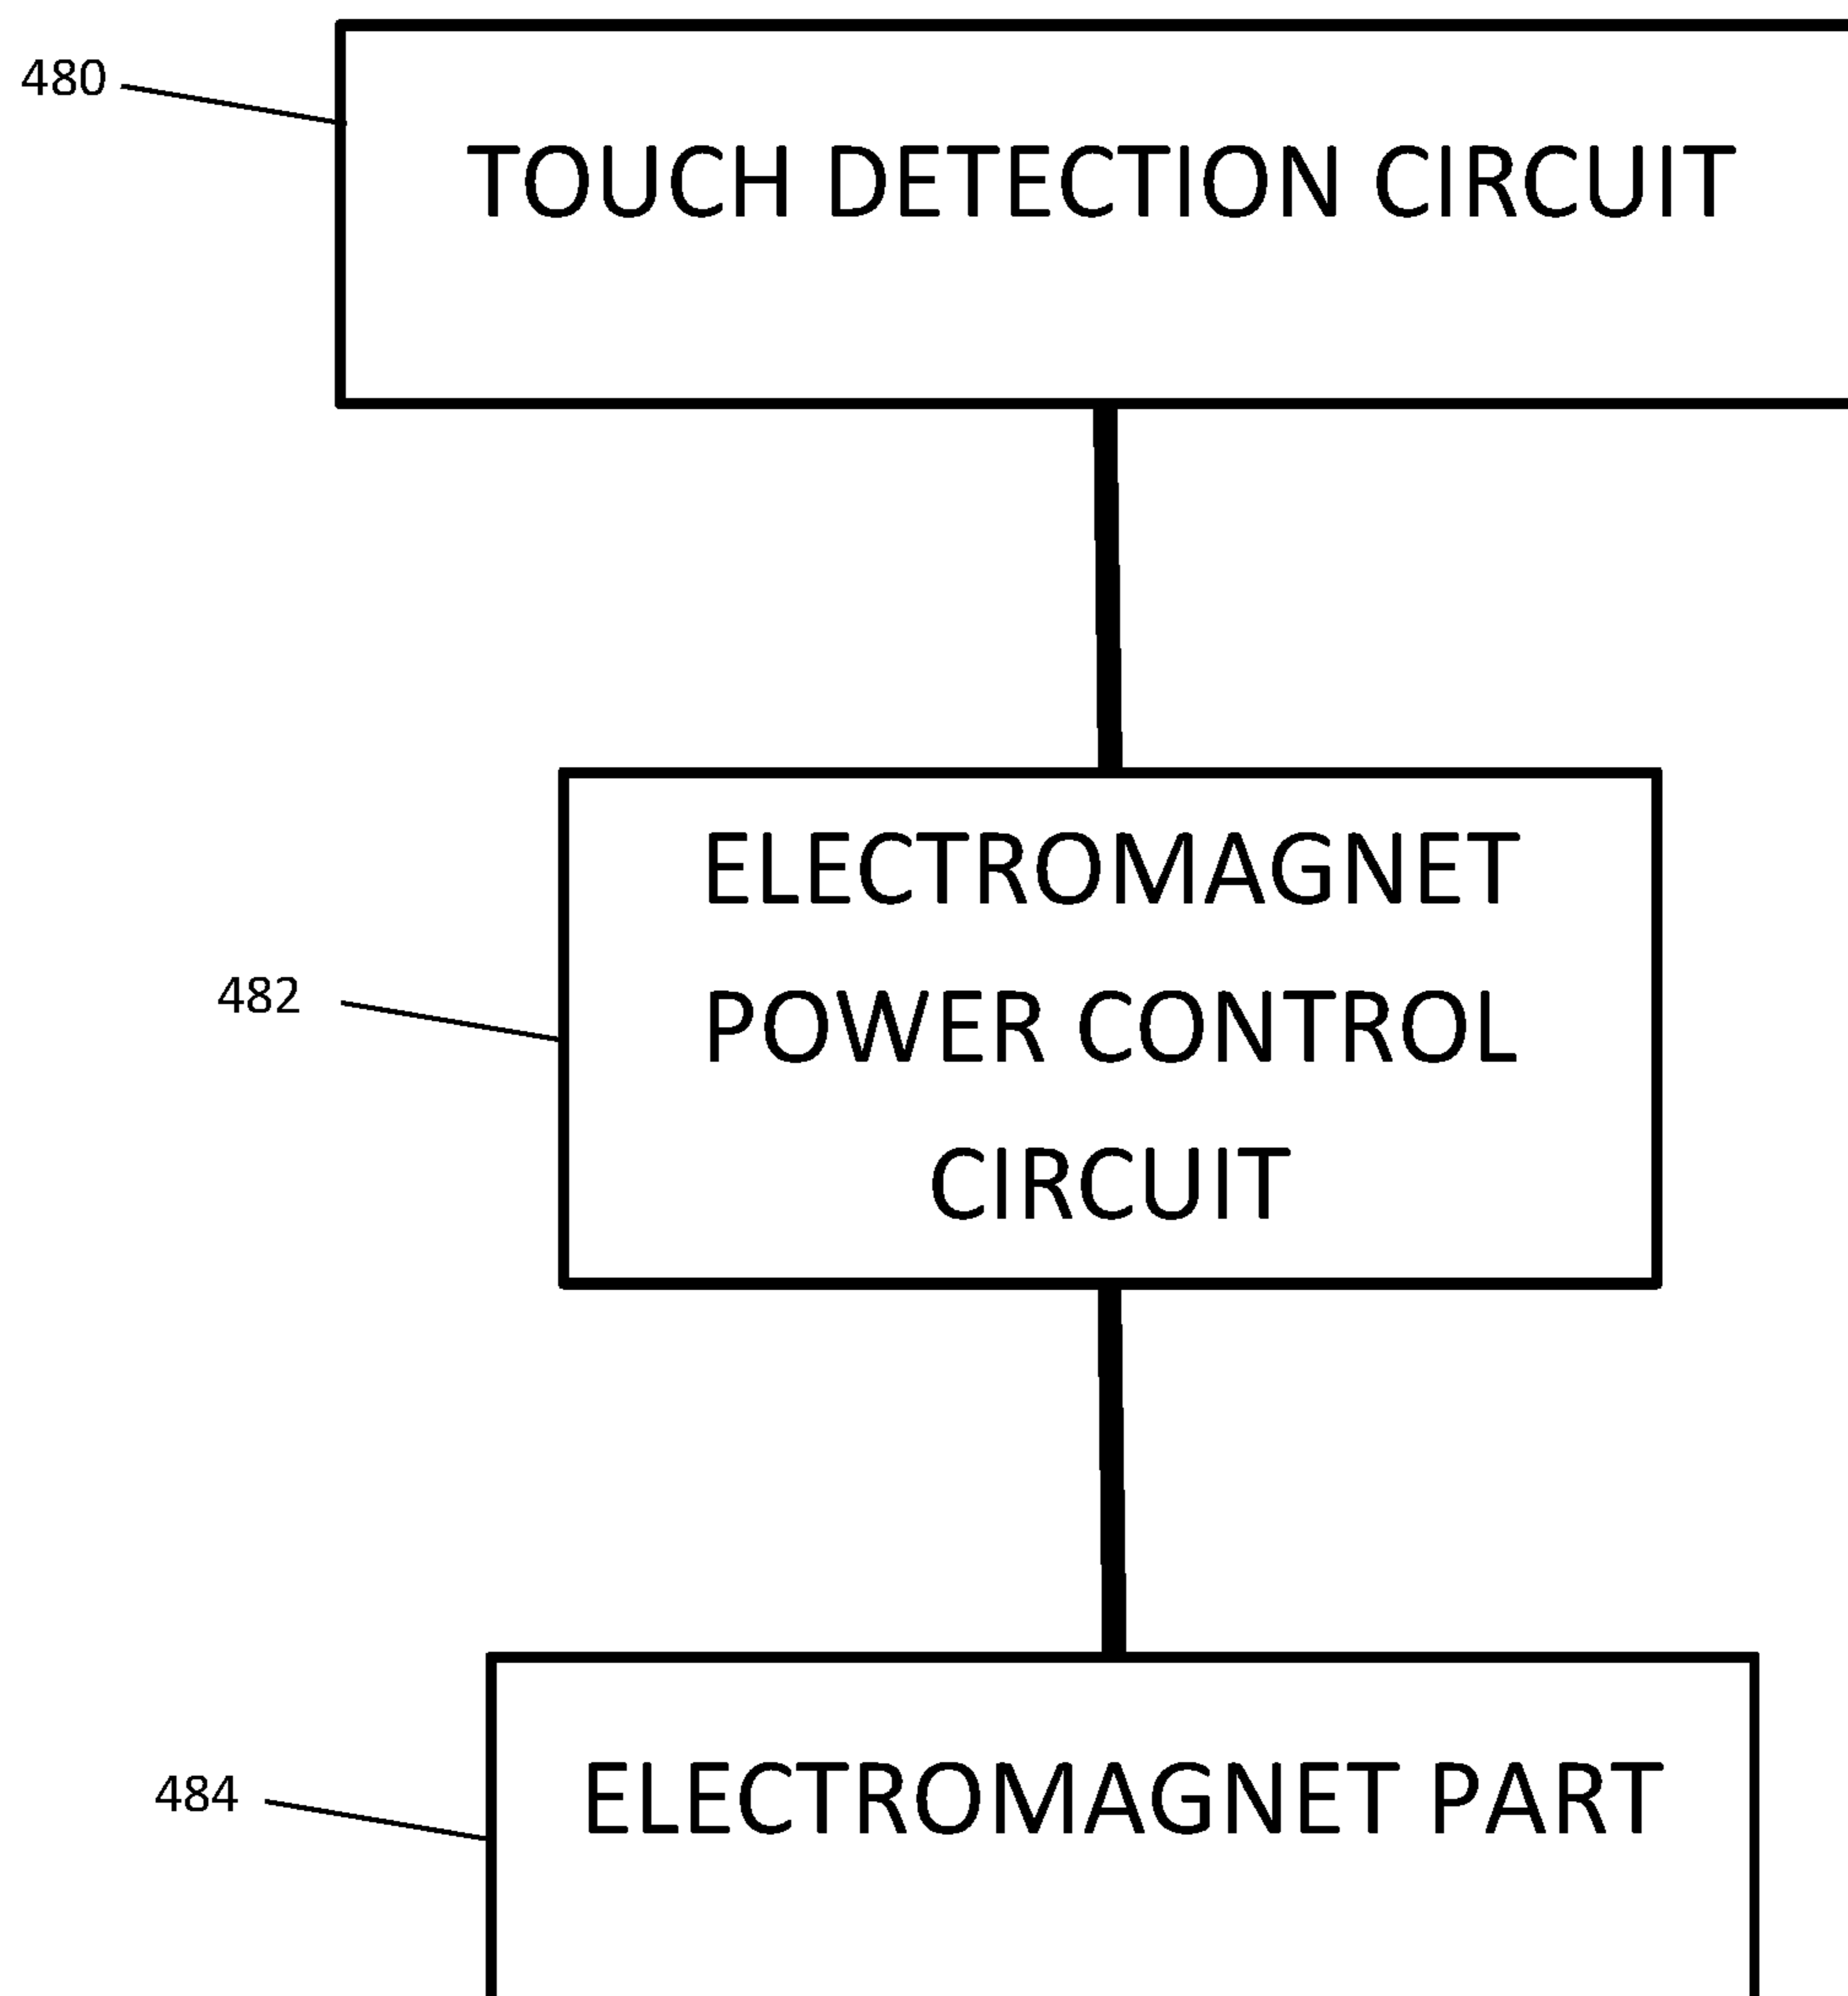 480
TOUCH DETECTION CIRCUIT
ELECTROMAGNET
POWER CONTROL
482
CIRCUIT
484
ELECTROMAGNET PART